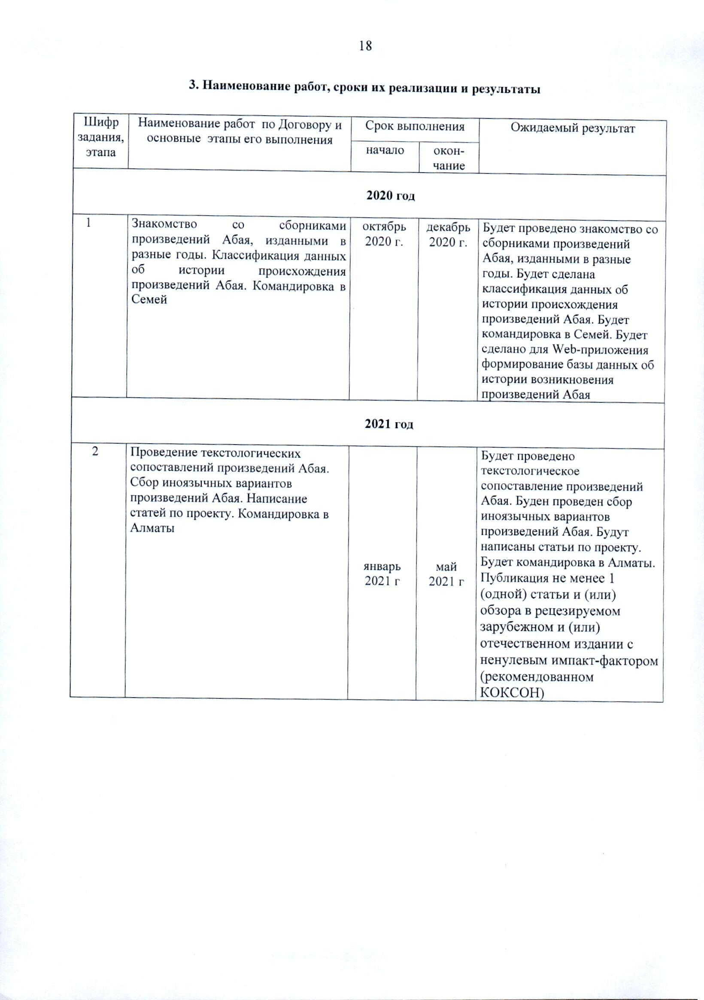 18
3. Наименование работ, сроки их реализации и результаты
Шифр
задания,
этапа
Наименование работ по Договору и
основные этапы его выполнения
Срок выполнения
начало
окон-
чание
Ожидаемый результат
2020 год
1
Знакомство со сборниками
произведений Абая, изданными в
разные годы. Классификация данных
об истории происхождения
произведений Абая. Командировка в
Семей
октябрь
2020 г.
декабрь
2020 г.
Будет проведено знакомство со
сборниками произведений
Абая, изданными в разные
годы. Будет сделана
классификация данных об
истории происхождения
произведений Абая. Будет
командировка в Семей. Будет
сделано для Web-приложения
формирование базы данных об
истории возникновения
произведений Абая
2021 год
2
Проведение текстологических
сопоставлений произведений Абая.
Сбор иноязычных вариантов
произведений Абая. Написание
статей по проекту. Командировка в
Алматы
январь
2021 г
май
2021 г
Будет проведено
текстологическое
сопоставление произведений
Абая. Буден проведен сбор
иноязычных вариантов
произведений Абая. Будут
написаны статьи по проекту.
Будет командировка в Алматы.
Публикация не менее 1
(одной) статьи и (или)
обзора в рецезируемом
зарубежном и (или)
отечественном издании с
ненулевым импакт-фактором
(рекомендованном
КОКСОН)